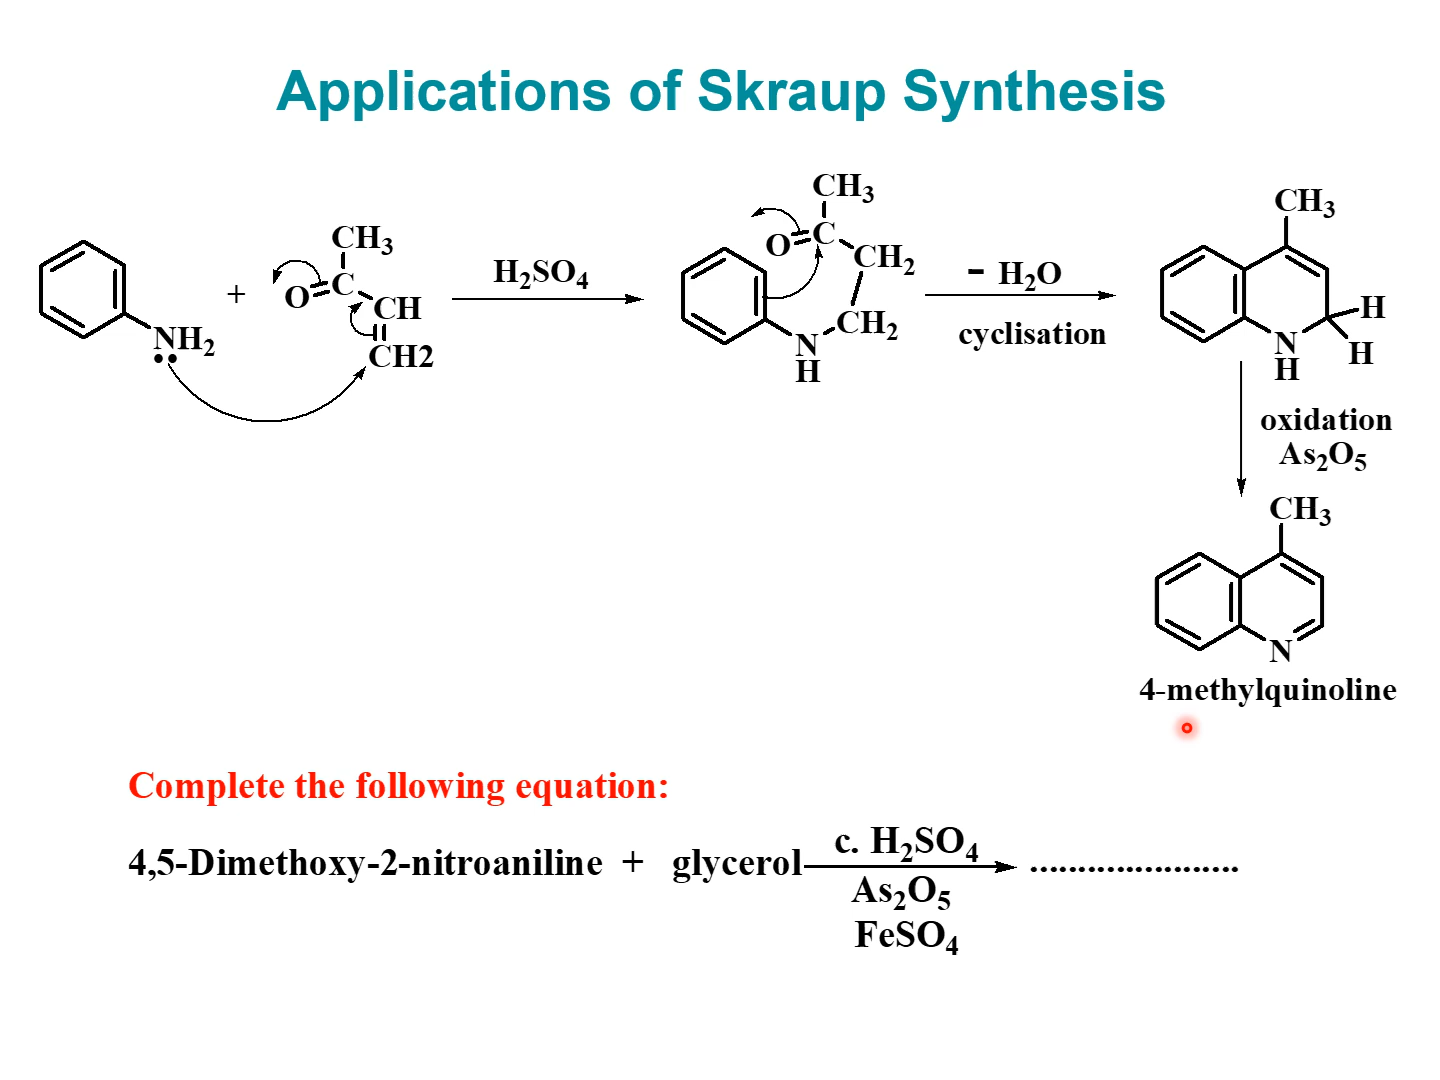 Applications of Skraup Synthesis
CH3
O
C
CH
CH2
NH2
+
H2SO4
CH3
O
C
CH2
CH2
N
H
- H2O
cyclisation
CH3
H
H
N
H
oxidation
As2O5
CH3
N
4-methylquinoline
Complete the following equation:
4,5-Dimethoxy-2-nitroaniline + glycerol c. H2SO4 ......................
As2O5
FeSO4